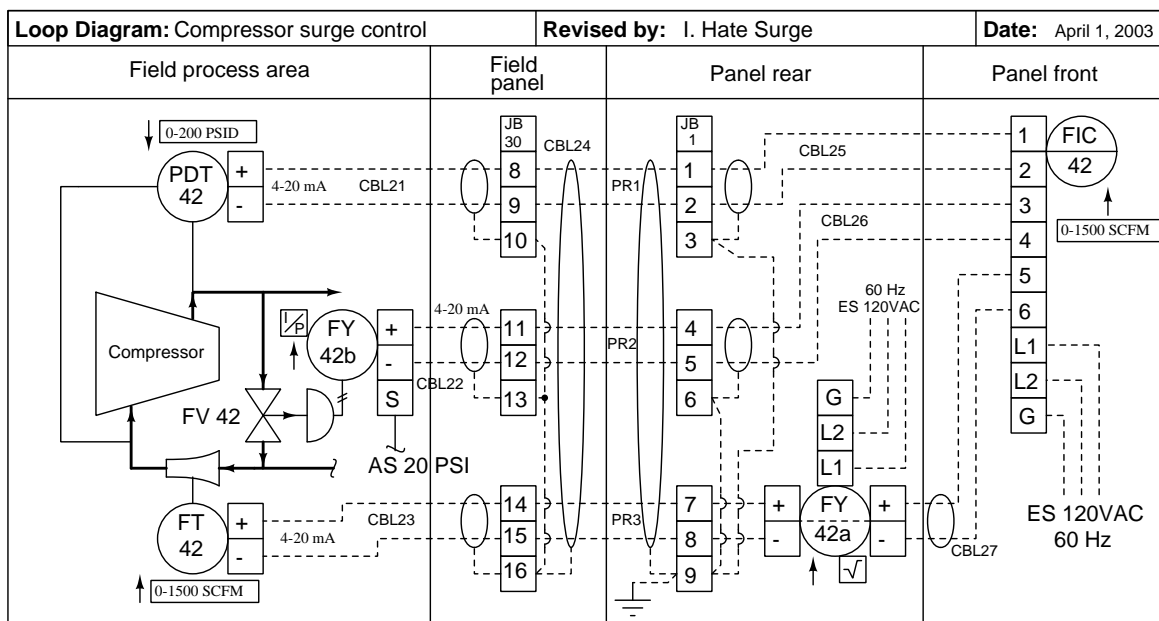 Loop Diagram: Compressor surge control
Revised by: I. Hate Surge
Date: April 1, 2003
Field process area
Field panel
Panel rear
Panel front
0-200 PSID
PDT 42
+
-
4-20 mA
CBL21
JB 30
8
9
10
CBL24
PR1
JB 1
1
2
3
CBL25
CBL26
1
2
3
4
5
6
L1
L2
G
FIC 42
0-1500 SCFM
Compressor
I/P
FY 42b
+
-
S
4-20 mA
CBL22
11
12
13
PR2
4
5
6
60 Hz
ES 120VAC
FV 42
AS 20 PSI
G
L2
L1
FT 42
+
-
4-20 mA
CBL23
0-1500 SCFM
14
15
16
PR3
7
8
9
+
-
FY 42a
+
-
√
CBL27
ES 120VAC
60 Hz